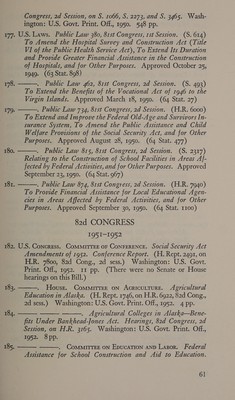 Congress, 2d Session, on S. 1066, S. 2273, and S. 3965. Wash-
ington: U.S. Govt. Print. Off., 1950. 548 pp.
177. U.S. Laws. Public Law 380, 81st Congress, 1st Session. (S. 614)
To Amend the Hospital Survey and Construction Act (Title
VI of the Public Health Service Act), To Extend Its Duration
and Provide Greater Financial Assistance in the Construction
of Hospitals, and for Other Purposes. Approved October 25,
1949. (63 Stat. 898)
178. ———. Public Law 462, 81st Congress, 2d Session. (S. 493)
To Extend the Benefits of the Vocational Act of 1946 to the
Virgin Islands. Approved March 18, 1950. (64 Stat. 27)
179. ———. Public Law 734, 81st Congress, 2d Session. (H.R. 6000)
To Extend and Improve the Federal Old-Age and Survivors In-
surance System, To Amend the Public Assistance and Child
Welfare Provisions of the Social Security Act, and for Other
Purposes. Approved August 28, 1950. (64 Stat. 477)
180. ———. Public Law 815, 81st Congress, 2d Session. (S. 2317)
Relating to the Construction of School Facilities in Areas Af-
fected by Federal Activities, and for Other Purposes. Approved
September 23, 1950. (64 Stat. 967)
181. ———. Public Law 874, 81st Congress, 2d Session. (H.R. 7940)
To Provide Financial Assistance for Local Educational Agen-
cies in Areas Affected by Federal Activities, and for Other
Purposes. Approved September 30, 1950. (64 Stat. 1100)
82d CONGRESS
1951–1952
182. U.S. Congress. Committee of Conference. Social Security Act
Amendments of 1952. Conference Report. (H. Rept. 2491, on
H.R. 7800, 82d Cong., 2d sess.) Washington: U.S. Govt.
Print. Off., 1952. 11 pp. (There were no Senate or House
hearings on this Bill.)
183. ———. House. Committee on Agriculture. Agricultural
Education in Alaska. (H. Rept. 1746, on H.R. 6922, 82d Cong.,
2d sess.) Washington: U.S. Govt. Print. Off., 1952. 4 pp.
184. ——— ———. Agricultural Colleges in Alaska—Bene-
fits Under Bankhead-Jones Act. Hearings, 82d Congress, 2d
Session, on H.R. 3165. Washington: U.S. Govt. Print. Off.,
1952. 8 pp.
185. ———. Committee on Education and Labor. Federal
Assistance for School Construction and Aid to Education.
61